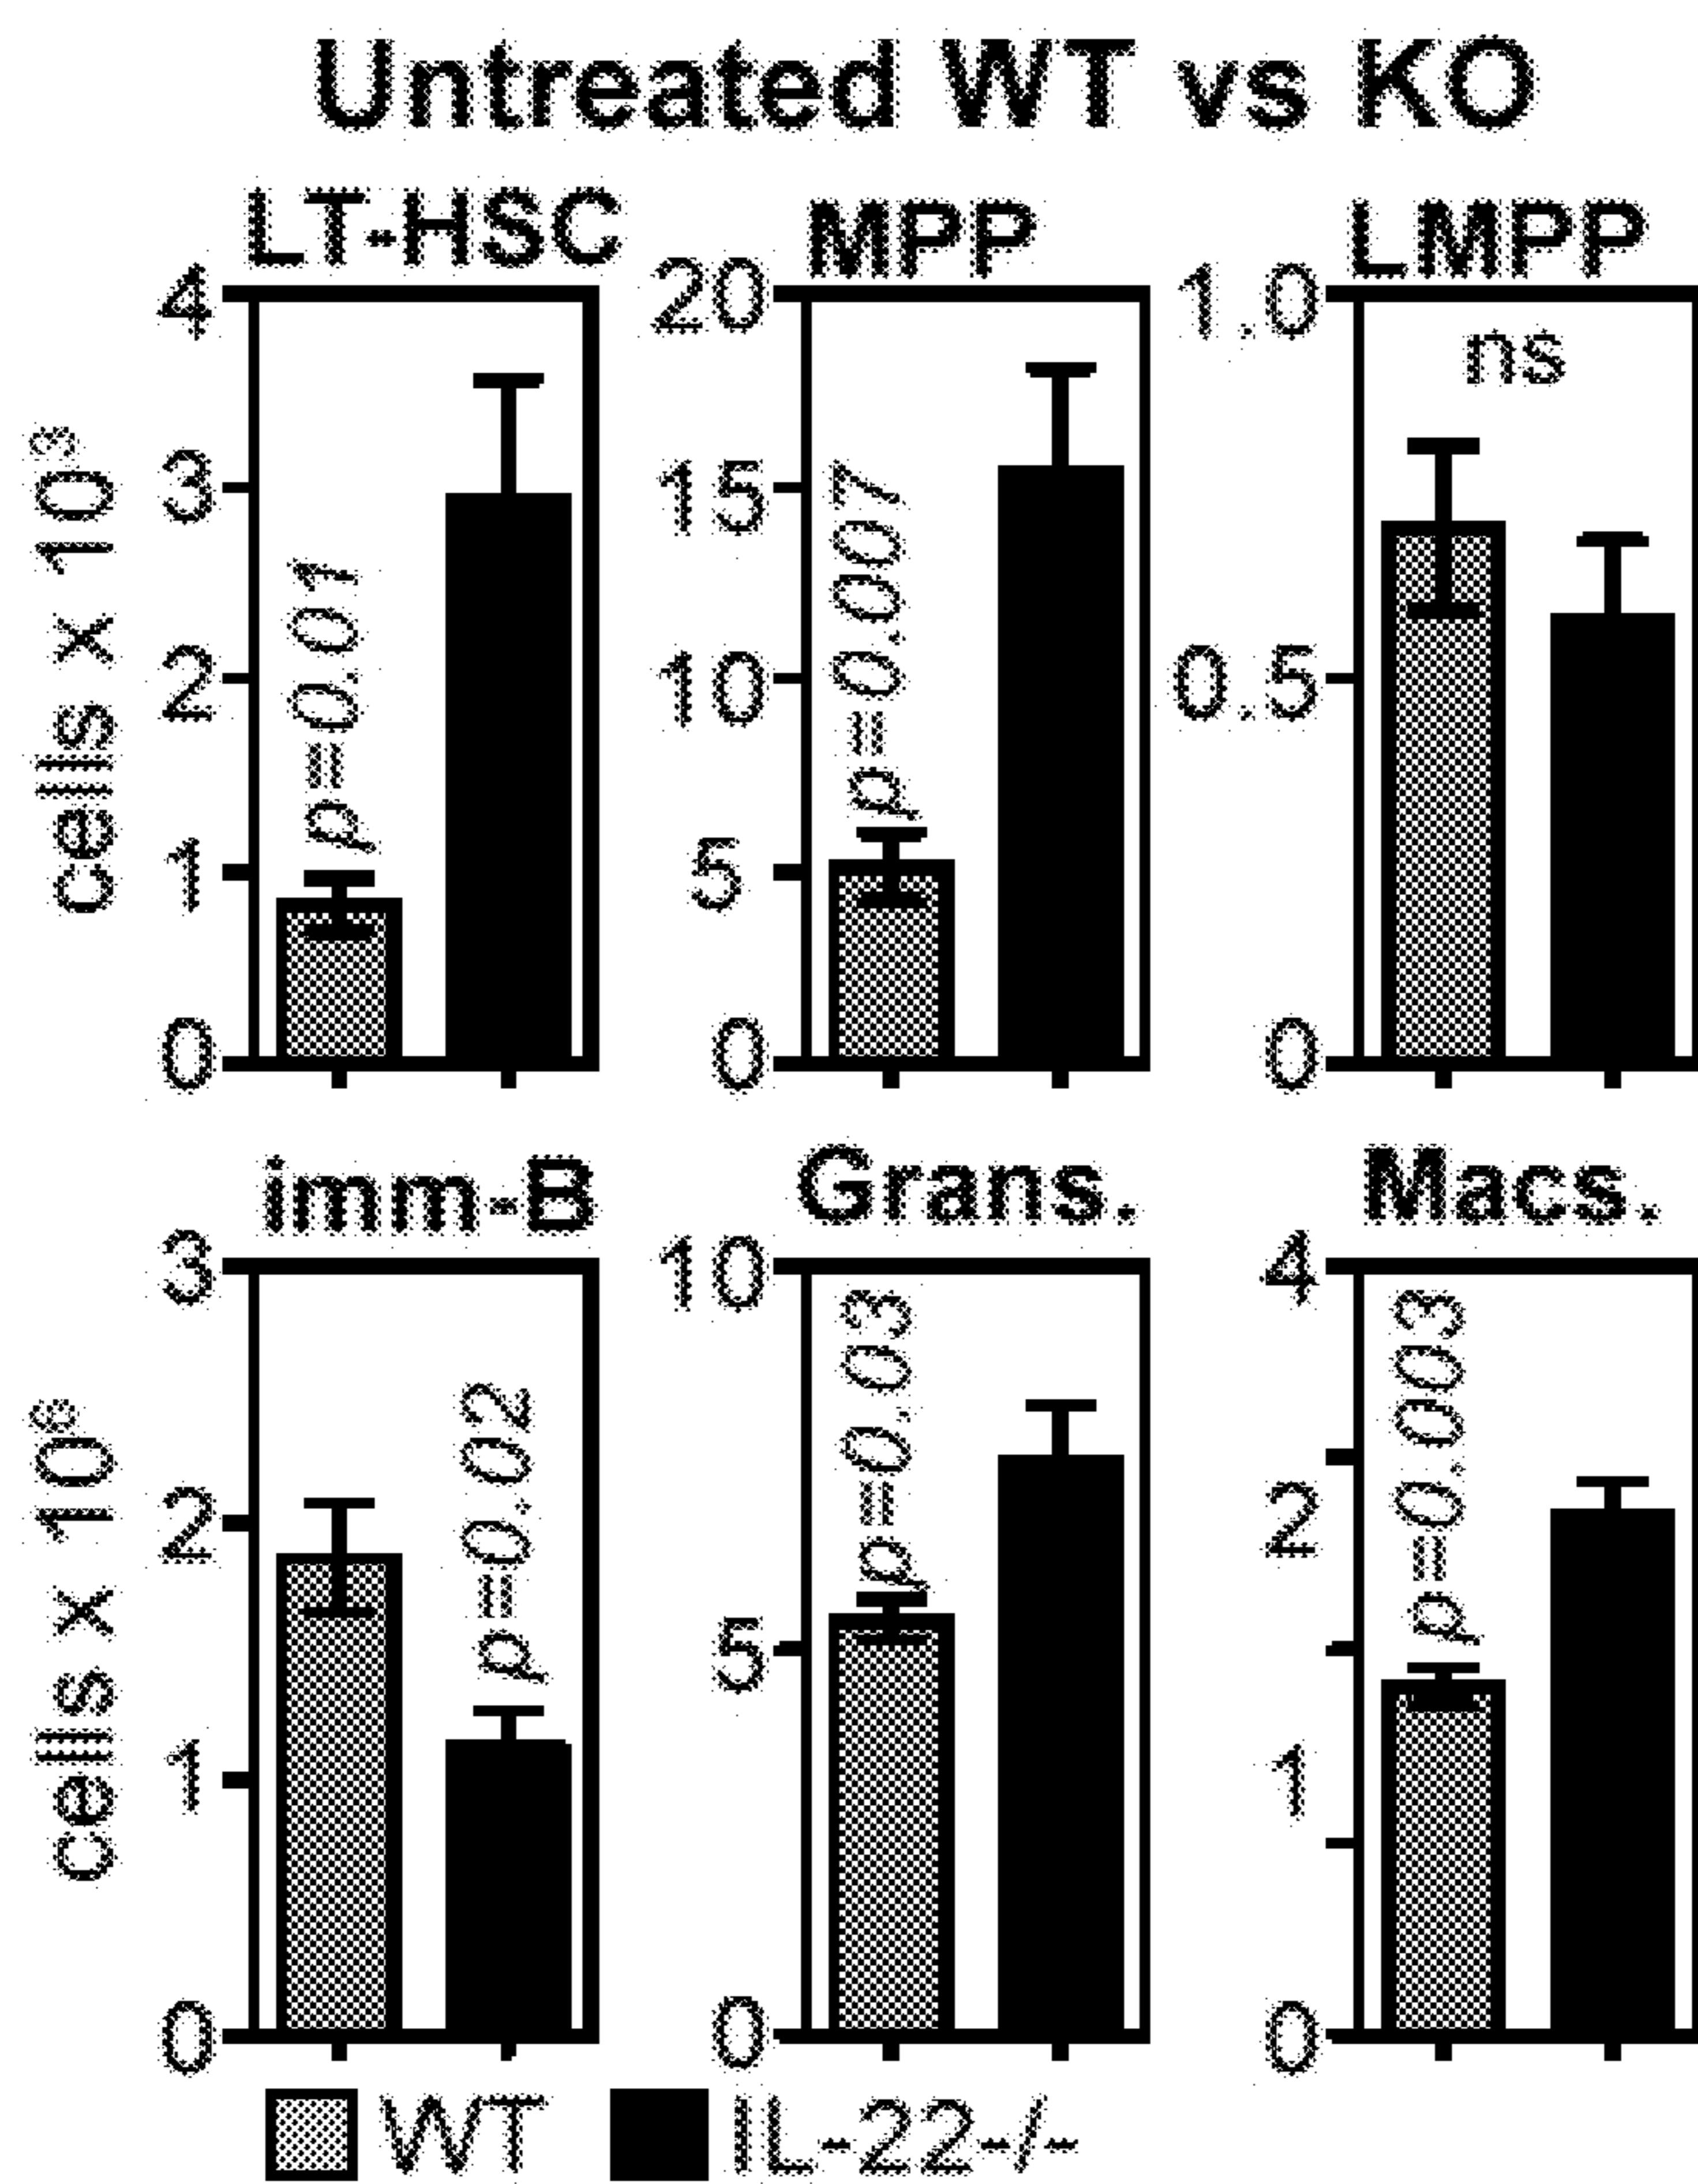 Untreated WT vs KO
LT-HSC MPP LMPP
cells x 10³
4
3
2
1
0
p=0.01
20
15
10
5
0
p=0.007
1.0
0.5
0
ns
imm-B Grans. Macs.
cells x 10⁶
3
2
1
0
p=0.02
10
5
0
p=0.03
4
2
1
0
p=0.003
WT IL-22-/-